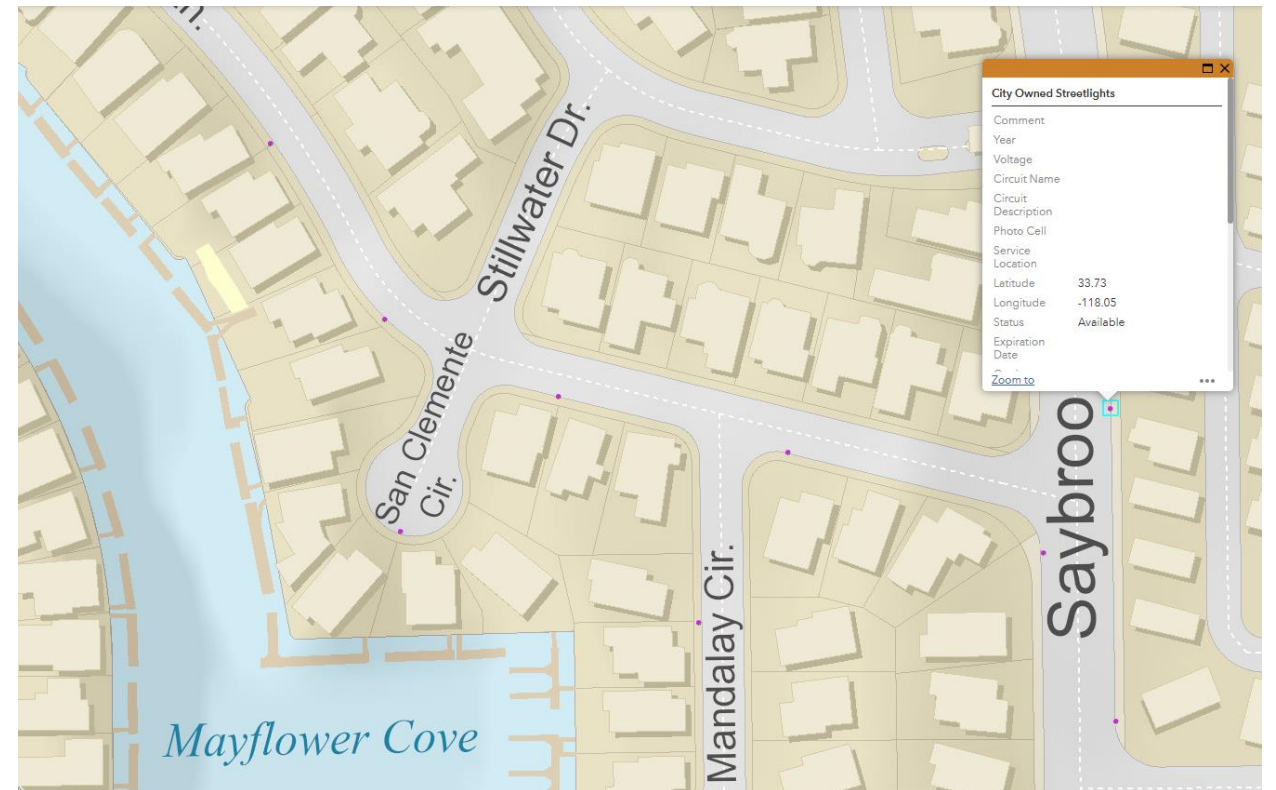 n.
Stillwater Dr.
San Clemente
Cir.
Mandalay Cir.
Saybroo
Mayflower Cove
City Owned Streetlights
Comment
Year
Voltage
Circuit Name
Circuit
Description
Photo Cell
Service
Location
Latitude 33.73
Longitude -118.05
Status Available
Expiration
Date
Zoom to